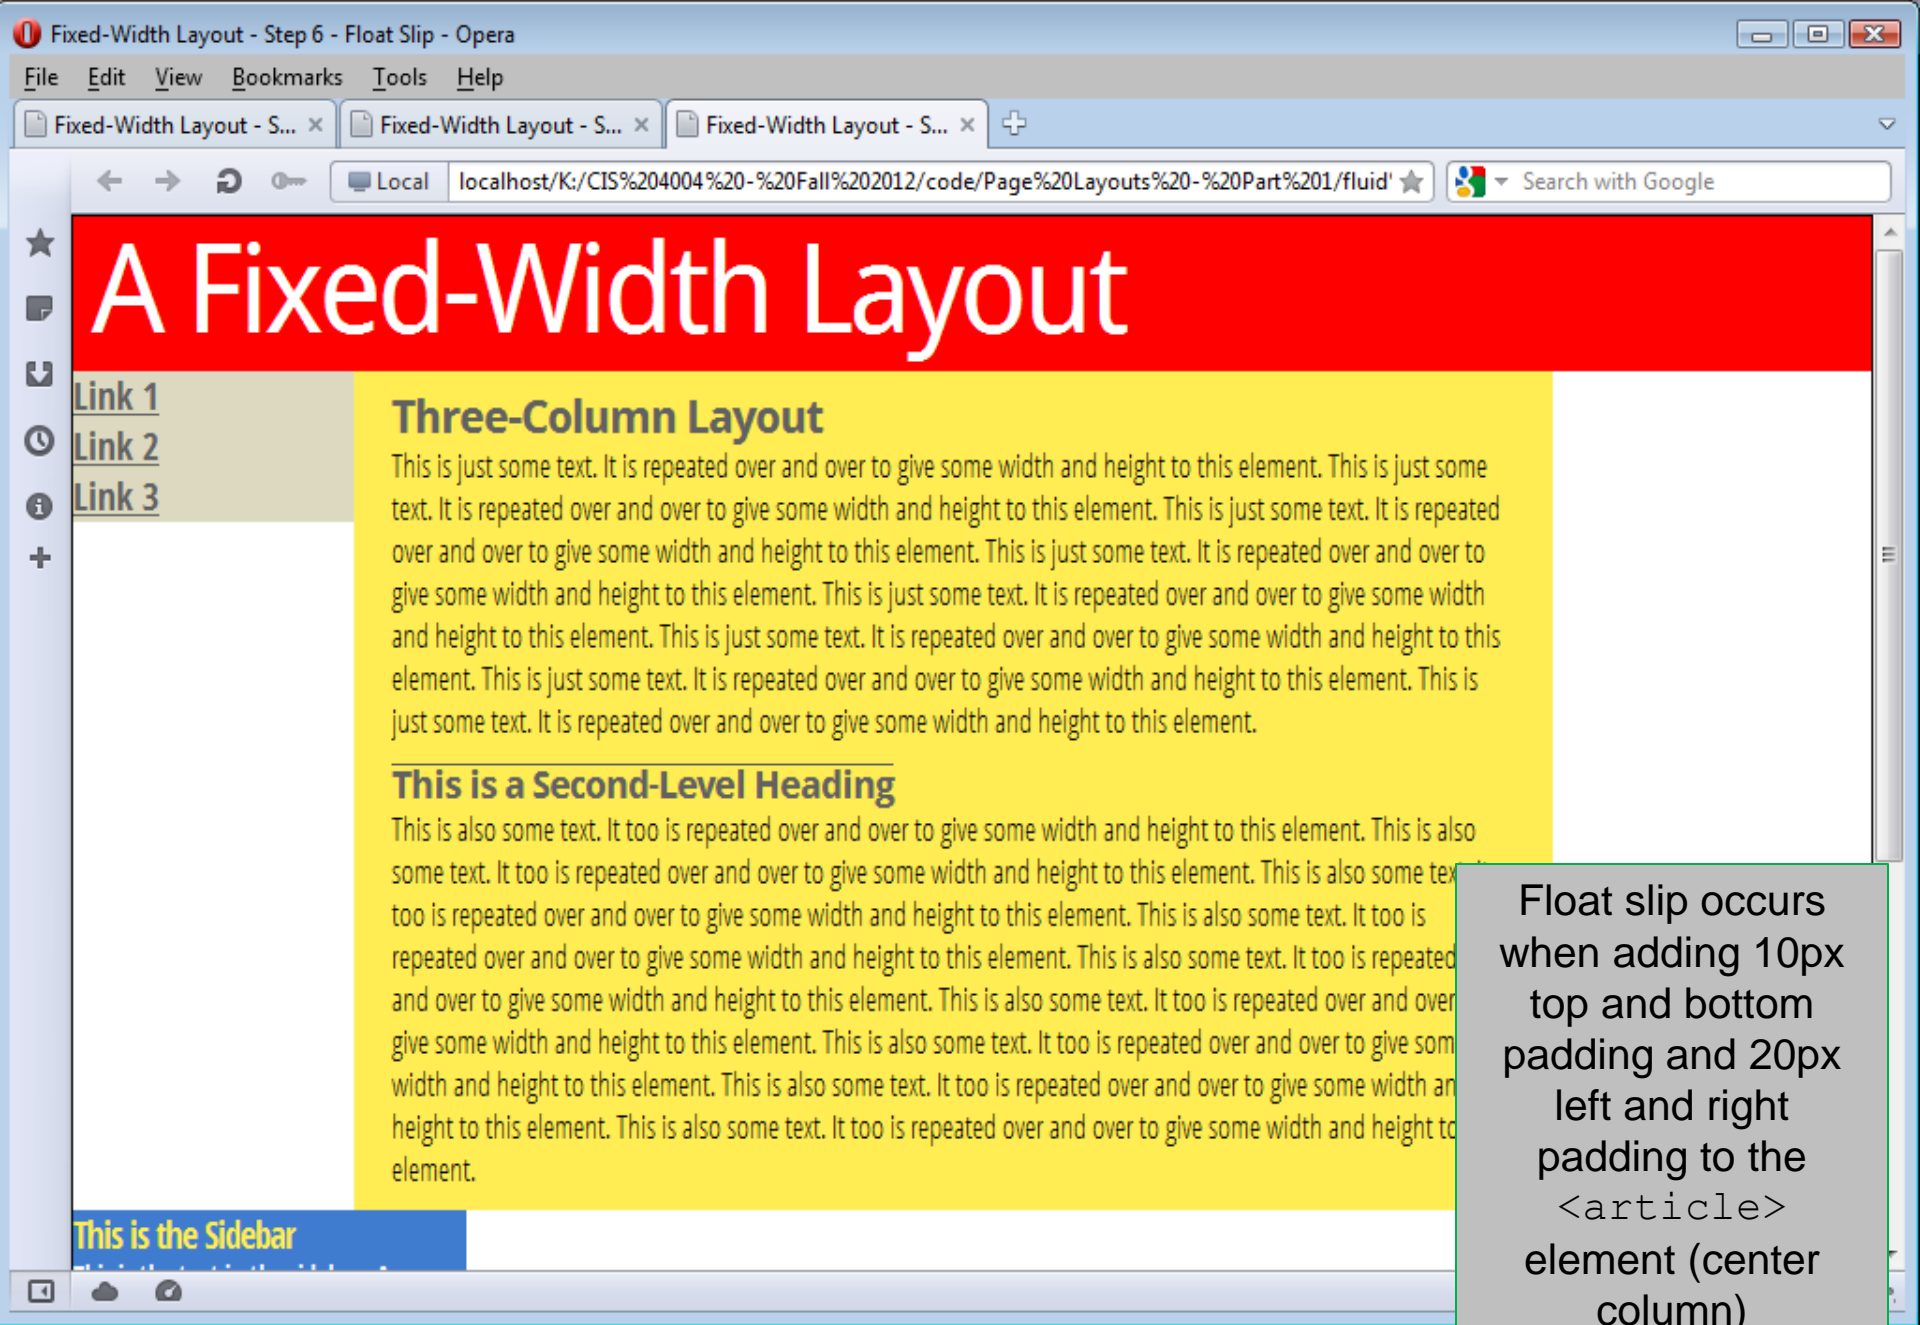 Fixed-Width Layout - Step 6 - Float Slip - Opera
File Edit View Bookmarks Tools Help
Fixed-Width Layout - S... Fixed-Width Layout - S... Fixed-Width Layout - S...
Local localhost/K:/CIS%204004%20-%20Fall%202012/code/Page%20Layouts%20-%20Part%201/fluid' Search with Google
A Fixed-Width Layout
Link 1
Link 2
Link 3
Three-Column Layout
This is just some text. It is repeated over and over to give some width and height to this element. This is just some
text. It is repeated over and over to give some width and height to this element. This is just some text. It is repeated
over and over to give some width and height to this element. This is just some text. It is repeated over and over to
give some width and height to this element. This is just some text. It is repeated over and over to give some width
and height to this element. This is just some text. It is repeated over and over to give some width and height to this
element. This is just some text. It is repeated over and over to give some width and height to this element. This is
just some text. It is repeated over and over to give some width and height to this element.
This is a Second-Level Heading
This is also some text. It too is repeated over and over to give some width and height to this element. This is also
some text. It too is repeated over and over to give some width and height to this element. This is also some tex
too is repeated over and over to give some width and height to this element. This is also some text. It too is
repeated over and over to give some width and height to this element. This is also some text. It too is repeated
and over to give some width and height to this element. This is also some text. It too is repeated over and over
give some width and height to this element. This is also some text. It too is repeated over and over to give som
width and height to this element. This is also some text. It too is repeated over and over to give some width an
height to this element. This is also some text. It too is repeated over and over to give some width and height to
element.
This is the Sidebar
Float slip occurs
when adding 10px
top and bottom
padding and 20px
left and right
padding to the
<article>
element (center
column)